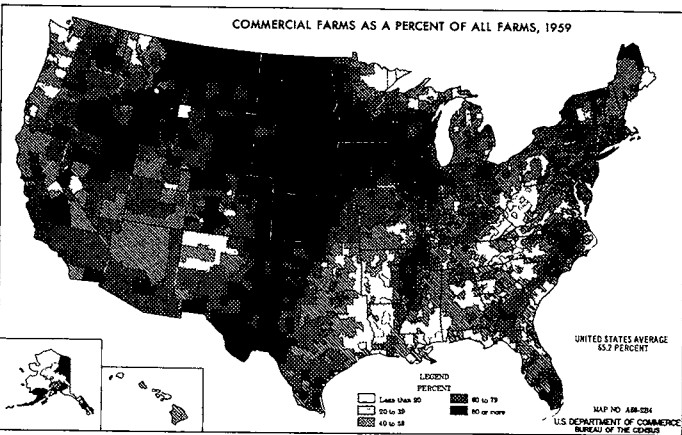 COMMERCIAL FARMS AS A PERCENT OF ALL FARMS, 1959
UNITED STATES AVERAGE
65.2 PERCENT
LEGEND
PERCENT
Less than 20
20 to 39
40 to 59
60 to 79
80 or more
MAP NO
U.S. DEPARTMENT OF COMMERCE
BUREAU OF THE CENSUS